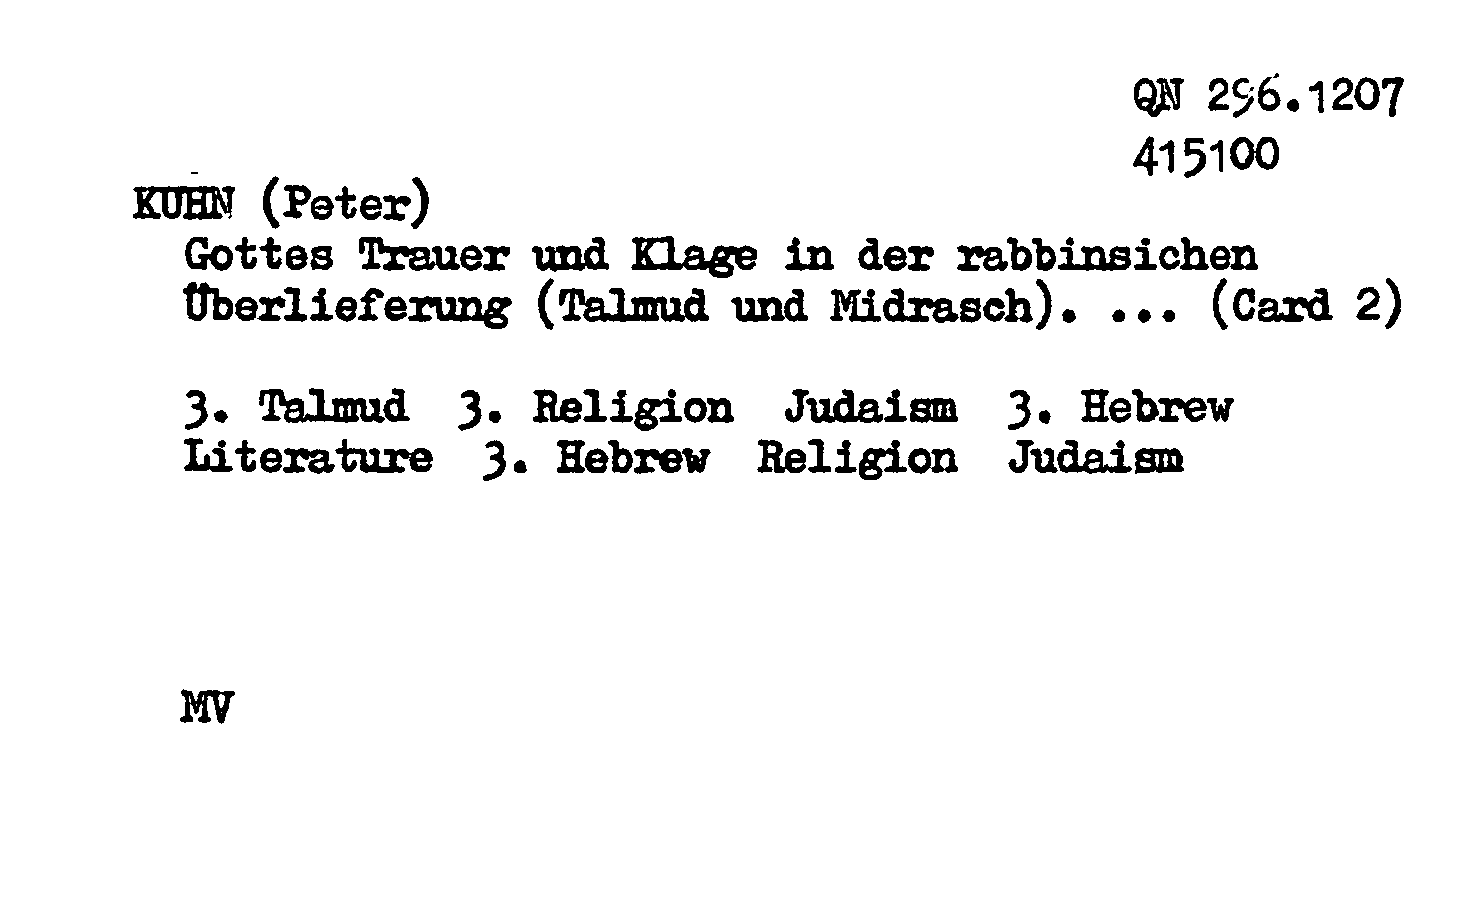 QN 296.1207
415100
KUHN (Peter)
Gottes Trauer und Klage in der rabbinsichen
Überlieferung (Talmud und Midrasch). ... (Card 2)
3. Talmud 3. Religion Judaism 3. Hebrew
Literature 3. Hebrew Religion Judaism
MV